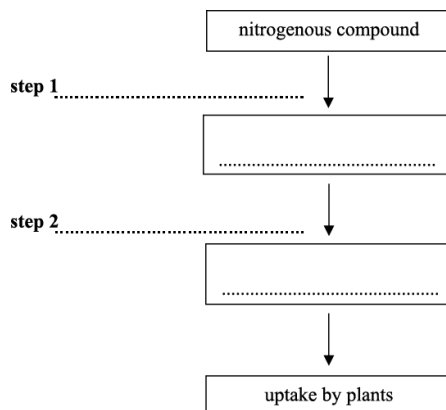 nitrogenous compound
step 1
step 2
uptake by plants